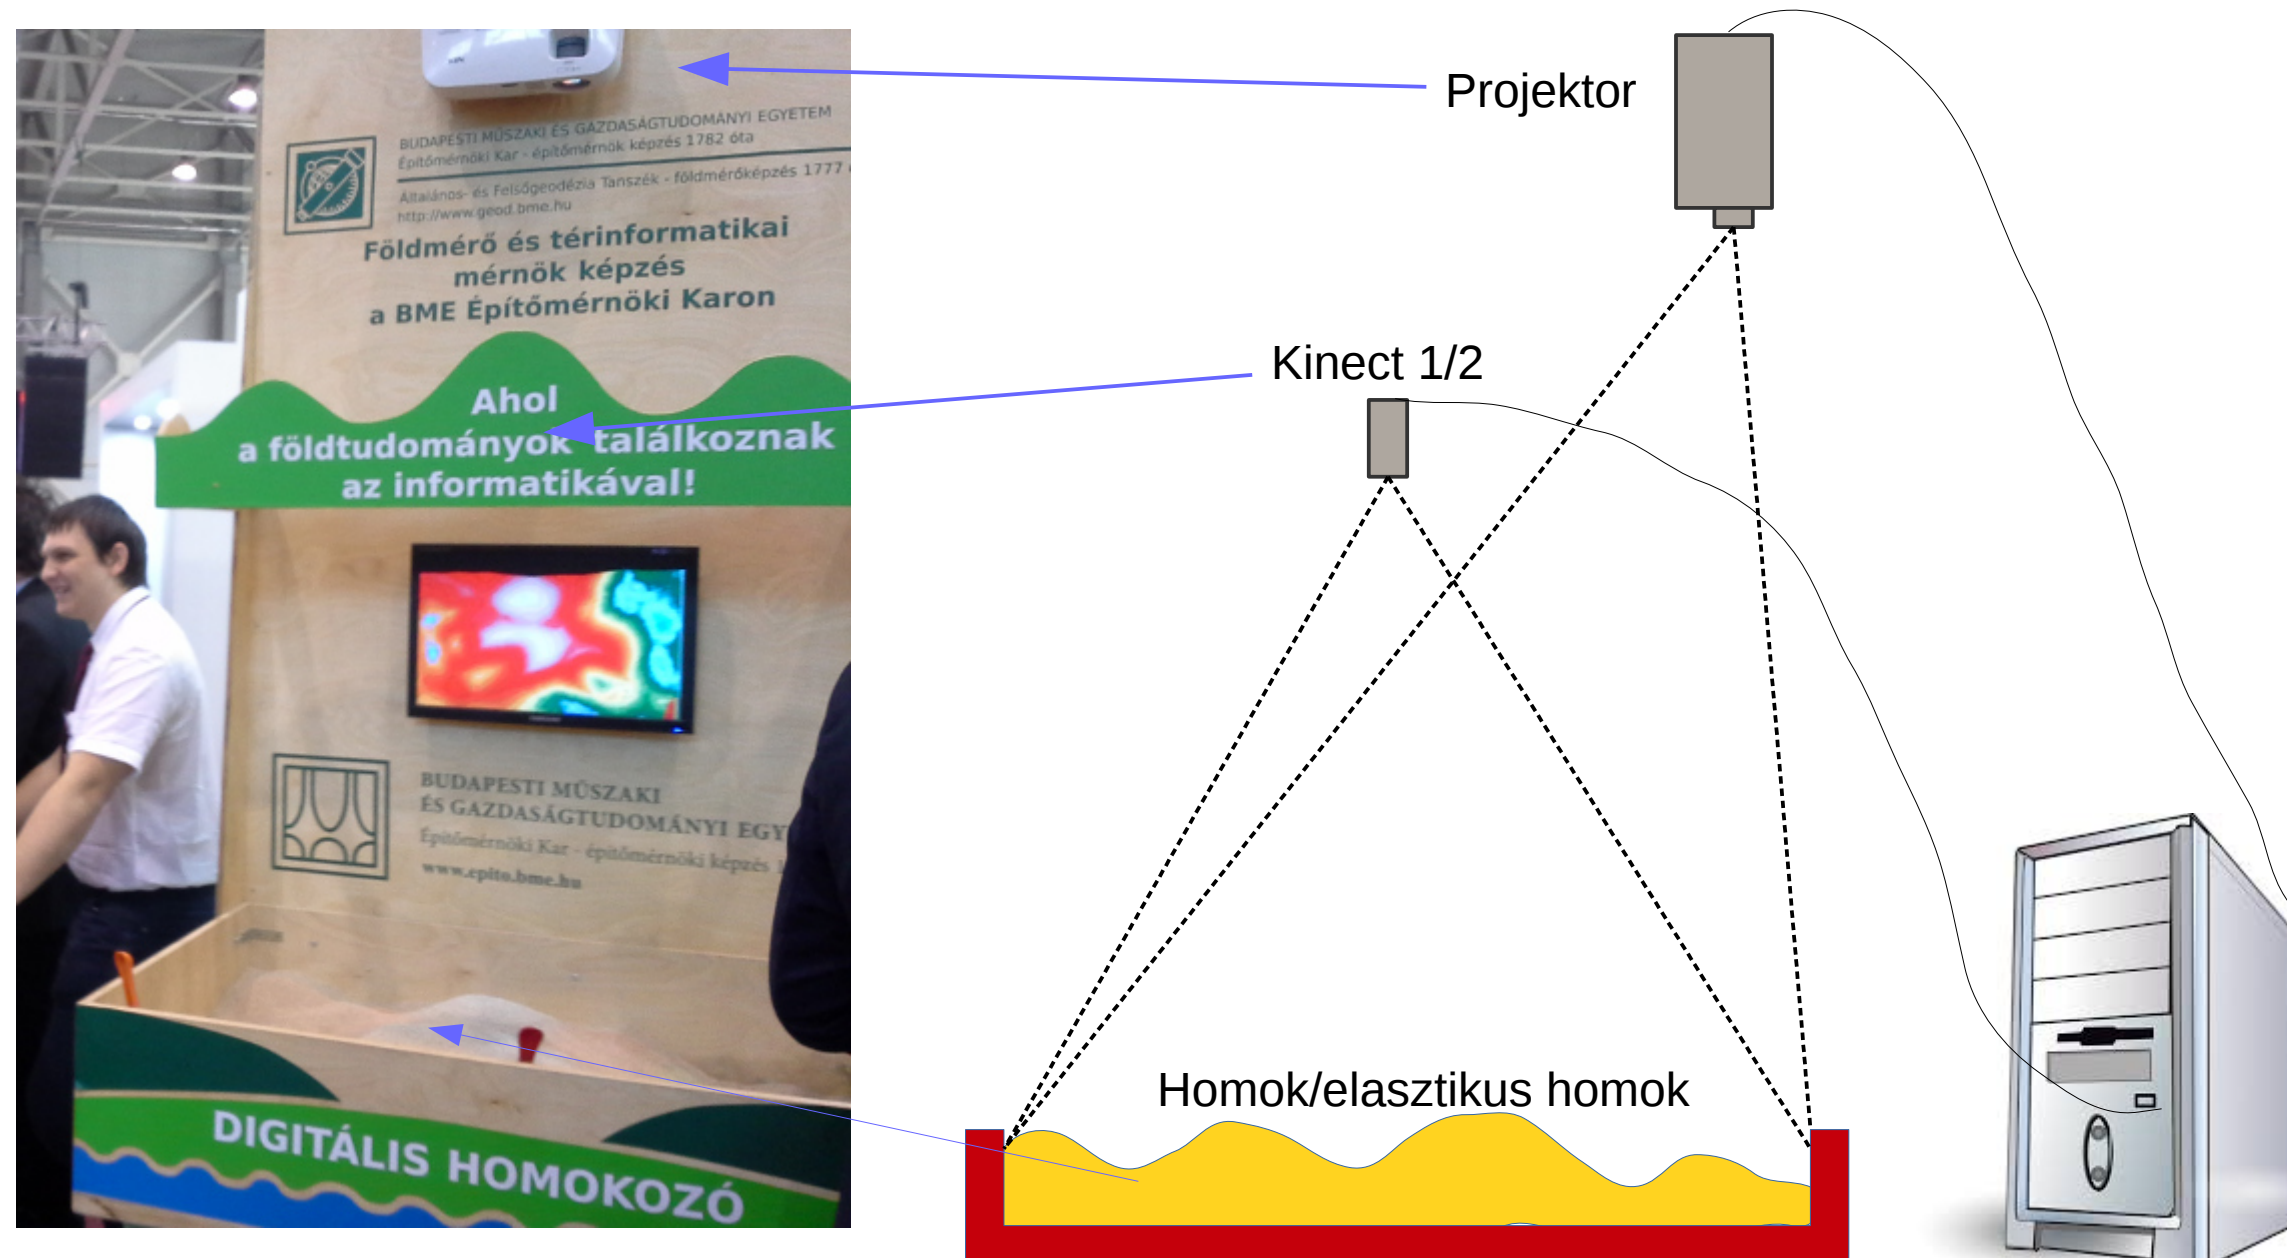 BUDAPESTI MŰSZAKI ÉS GAZDASÁGTUDOMÁNYI EGYETEM
Építőmérnöki Kar - építőmérnök képzés 1782 óta
Általános- és Felsőgeodézia Tanszék - földmérőképzés 1777
http://www.geod.bme.hu
Földmérő és térinformatikai
mérnök képzés
a BME Építőmérnöki Karon
Ahol
a földtudományok találkoznak
az informatikával!
BUDAPESTI MŰSZAKI
ÉS GAZDASÁGTUDOMÁNYI EGY
Építőmérnöki Kar - építőmérnöki képzés
www.epito.bme.hu
DIGITÁLIS HOMOKOZÓ
Projektor
Kinect 1/2
Homok/elasztikus homok